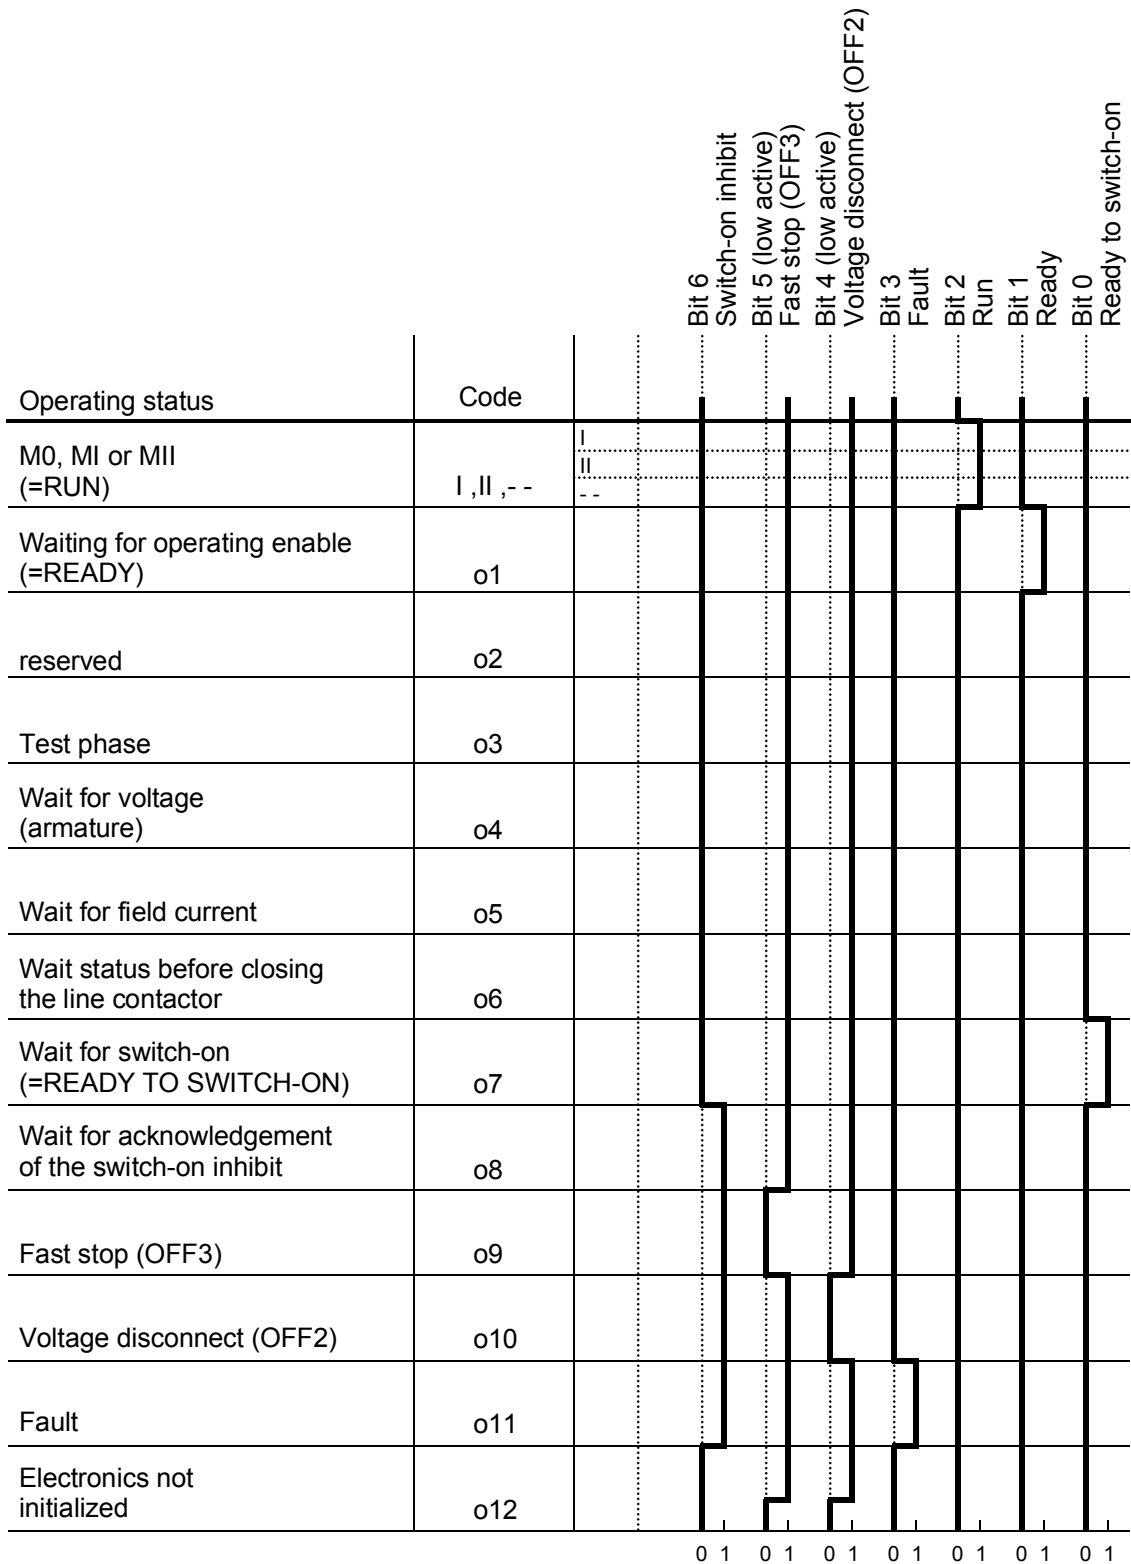 Bit 6
Switch-on inhibit
Bit 5 (low active)
Fast stop (OFF3)
Bit 4 (low active)
Voltage disconnect (OFF2)
Bit 3
Fault
Bit 2
Run
Bit 1
Ready
Bit 0
Ready to switch-on
Operating status
Code
M0, MI or MII
(=RUN)
I ,II ,- -
I
II
- -
Waiting for operating enable
(=READY)
o1
reserved
o2
Test phase
o3
Wait for voltage
(armature)
o4
Wait for field current
o5
Wait status before closing
the line contactor
o6
Wait for switch-on
(=READY TO SWITCH-ON)
o7
Wait for acknowledgement
of the switch-on inhibit
o8
Fast stop (OFF3)
o9
Voltage disconnect (OFF2)
o10
Fault
o11
Electronics not
initialized
o12
0 1 0 1 0 1 0 1 0 1 0 1 0 1